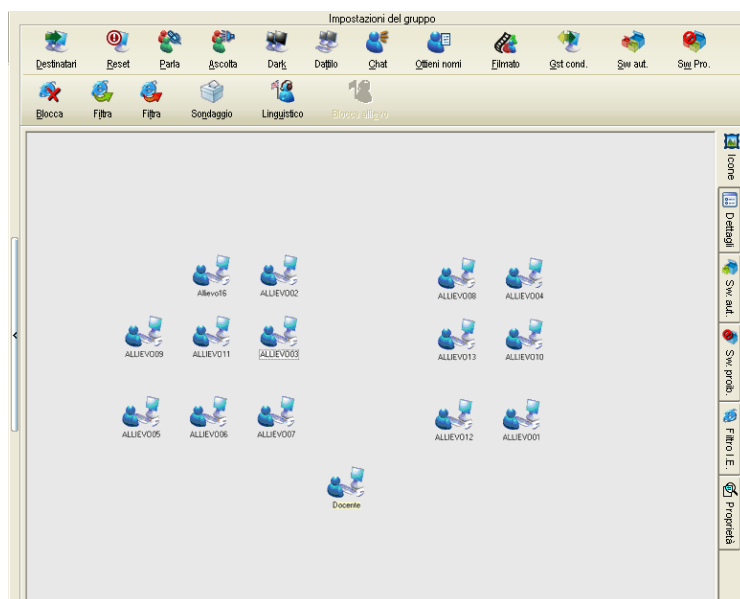 Impostazioni del gruppo
Destinatari Reset Parla Ascolta Dark Dattilo Chat Ottieni nomi Filmato Gst cond. Sw aut. Sw Pro.
Blocca Filtra Filtra Sondaggio Linguistico Blocca Allievo
Icone
Dettagli
Sw. aut.
Sw. proib.
Filtro I.E.
Proprietà
Allievo16 ALLIEVO02 ALLIEVO08 ALLIEVO04
ALLIEVO09 ALLIEVO11 ALLIEVO03 ALLIEVO13 ALLIEVO10
ALLIEVO05 ALLIEVO06 ALLIEVO07 ALLIEVO12 ALLIEVO01
Docente